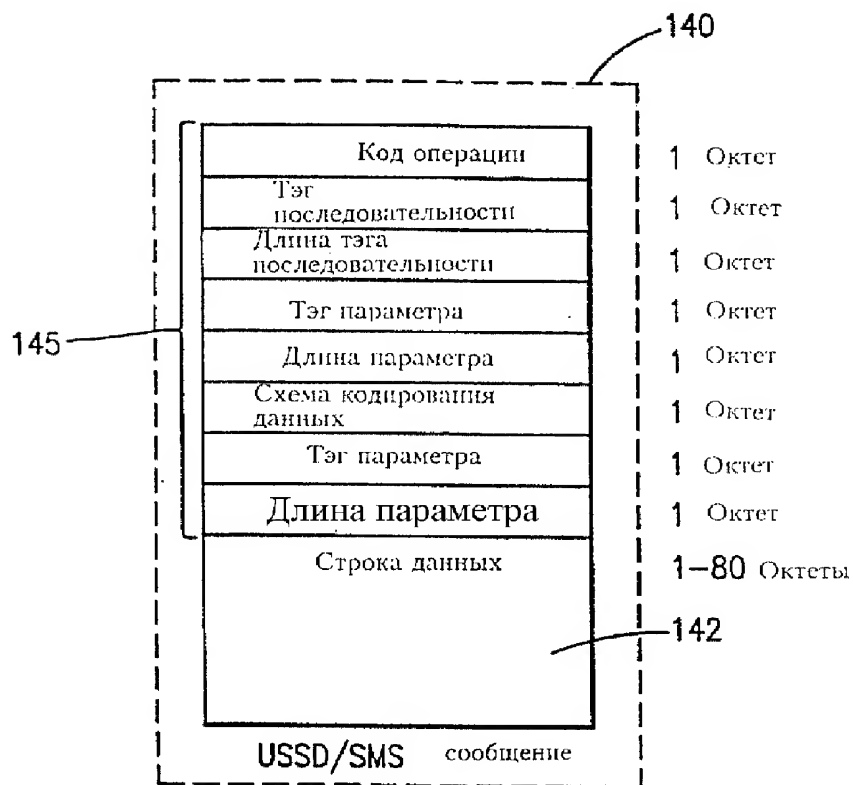 140
Код операции
1 Октет
Тэг
последовательности
1 Октет
Длина тэга
последовательности
1 Октет
Тэг параметра
1 Октет
145
Длина параметра
1 Октет
Схема кодирования
данных
1 Октет
Тэг параметра
1 Октет
Длина параметра
1 Октет
Строка данных
1-80 Октеты
142
USSD/SMS сообщение